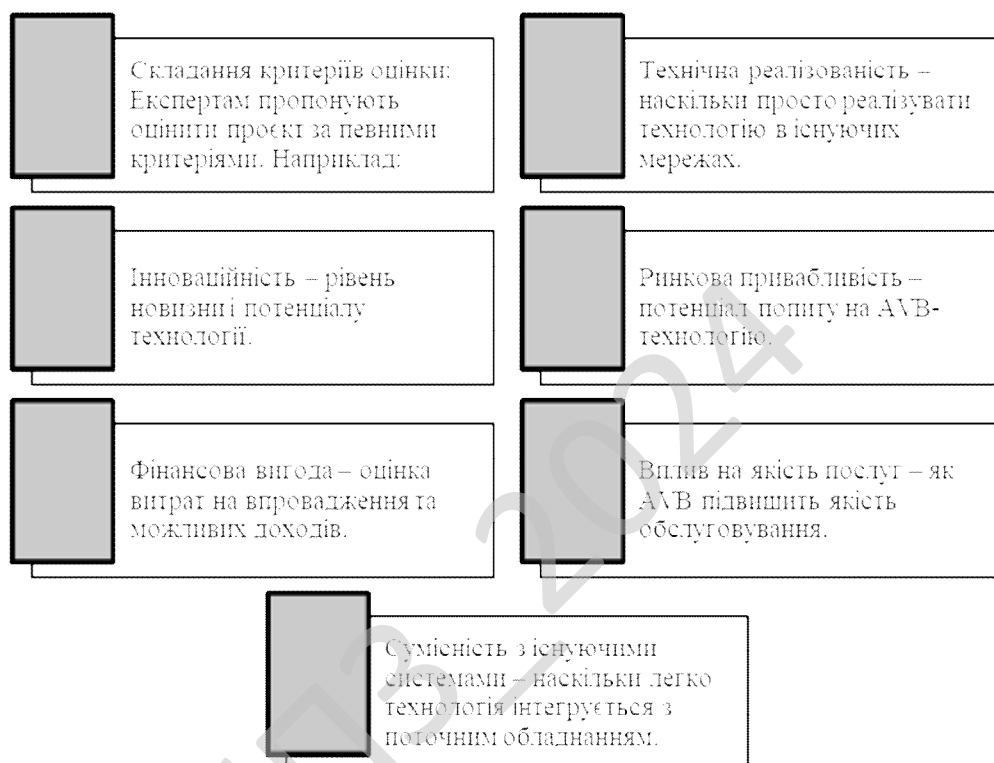 Складання критеріїв оцінки:
Експертам пропонують
оцінити проєкт за певними
критеріями. Наприклад:
Технічна реалізованість –
наскільки просто реалізувати
технологію в існуючих
мережах.
Інноваційність – рівень
новизни і потенціалу
технології.
Ринкова привабливість –
потенціал попиту на AVB-
технологію.
Фінансова вигода – оцінка
витрат на впровадження та
можливих доходів.
Вплив на якість послуг – як
AVB підвищить якість
обслуговування.
Сумісність з існуючими
системами – наскільки легко
технологія інтегрується з
поточним обладнанням.
ПЗ_2024